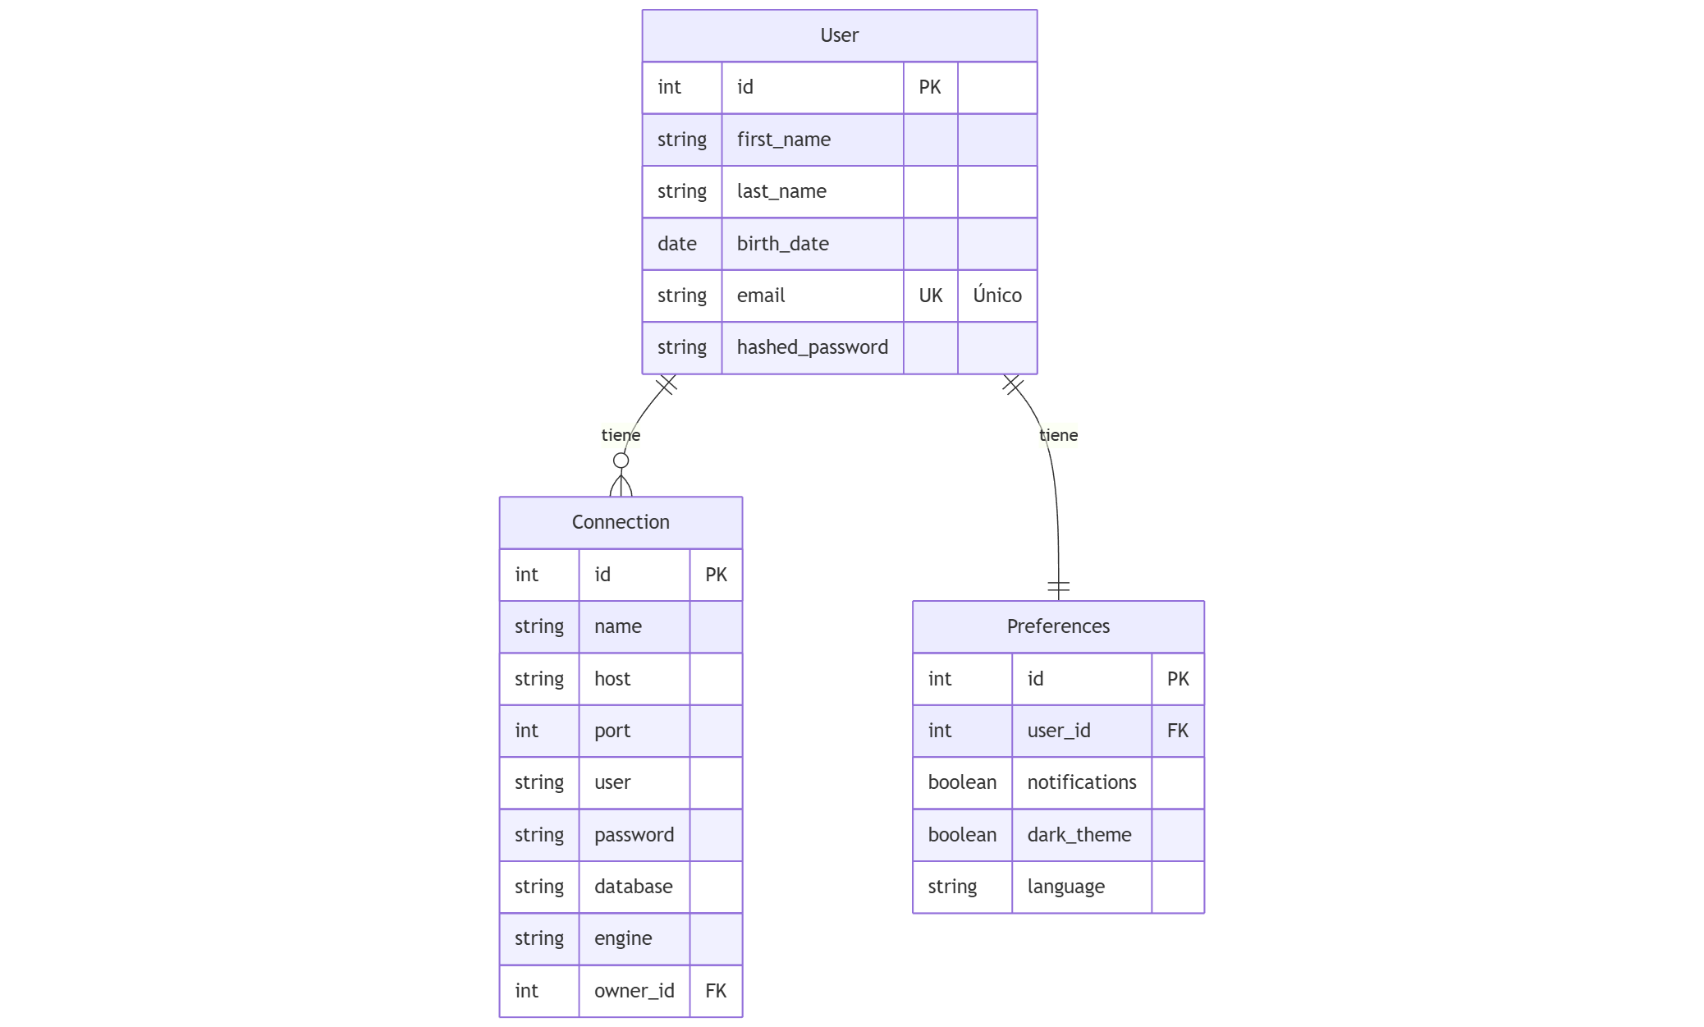 User
int id PK
string first_name
string last_name
date birth_date
string email UK Único
string hashed_password
tiene
tiene
Connection
int id PK
string name
string host
int port
string user
string password
string database
string engine
int owner_id FK
Preferences
int id PK
int user_id FK
boolean notifications
boolean dark_theme
string language